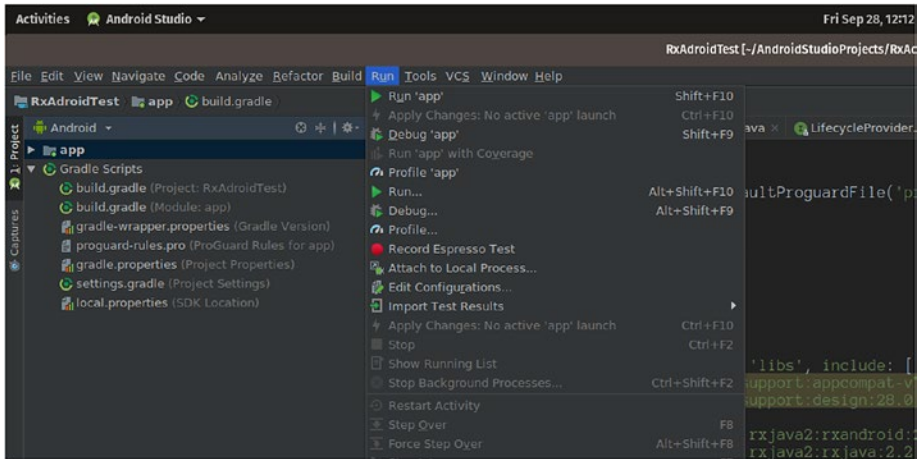 Activities Android Studio Fri Sep 28, 12:12
RxAdroidTest [~/AndroidStudioProjects/RxAc
File Edit View Navigate Code Analyze Refactor Build Run Tools VCS Window Help
RxAdroidTest app build.gradle
Android
ava LifecycleProvider.
1: Project
Captures
app
Gradle Scripts
build.gradle (Project: RxAdroidTest)
build.gradle (Module: app)
gradle-wrapper.properties (Gradle Version)
proguard-rules.pro (ProGuard Rules for app)
gradle.properties (Project Properties)
settings.gradle (Project Settings)
local.properties (SDK Location)
Run 'app' Shift+F10
Apply Changes: No active 'app' launch Ctrl+F10
Debug 'app' Shift+F9
Run 'app' with Coverage
Profile 'app'
Run... Alt+Shift+F10
Debug... Alt+Shift+F9
Profile...
Record Espresso Test
Attach to Local Process...
Edit Configurations...
Import Test Results
Apply Changes: No active 'app' launch Ctrl+F10
Stop Ctrl+F2
Show Running List
Stop Background Processes... Ctrl+Shift+F2
Restart Activity
Step Over F8
Force Step Over Alt+Shift+F8
aultProguardFile('p
'libs', include: [
support:appcompat-v
support:design:28.0
rxjava2:rxandroid:2
rxjava2:rxjava:2.2